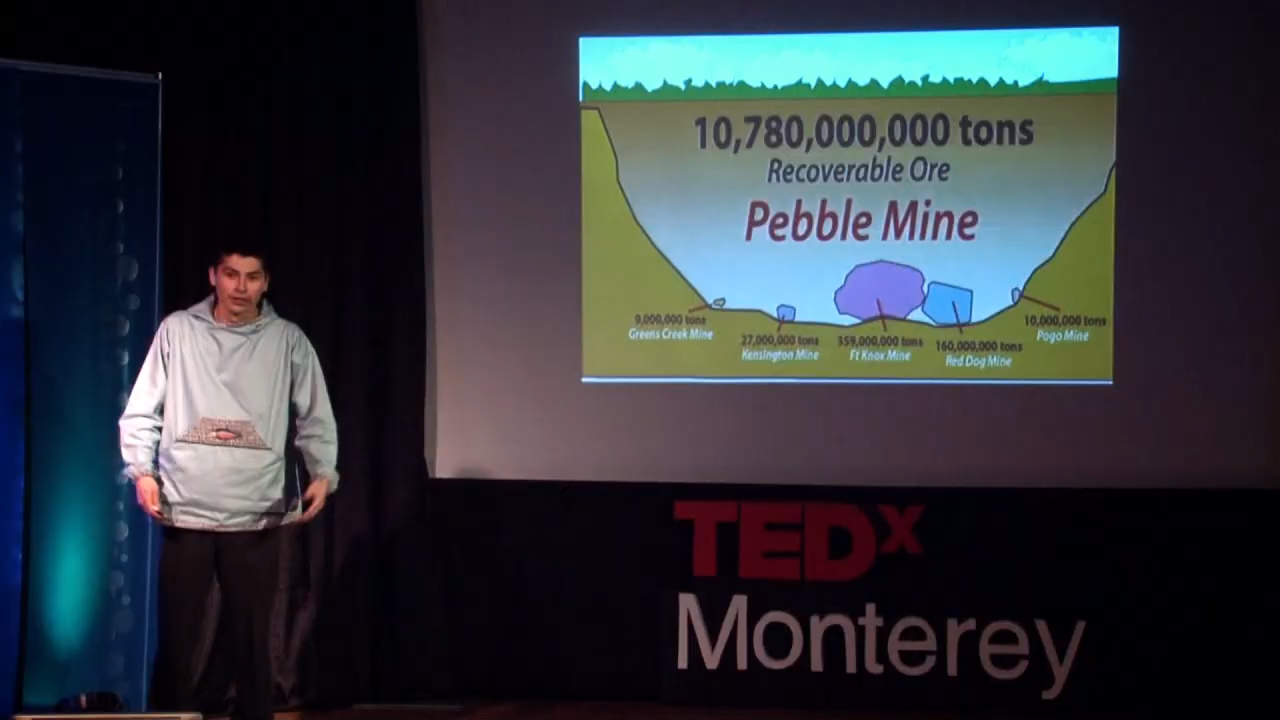 10,780,000,000 tons
Recoverable Ore
Pebble Mine
9,000,000 tons
Greens Creek Mine
27,000,000 tons
Kensington Mine
359,000,000 tons
Ft Knox Mine
160,000,000 tons
Red Dog Mine
10,000,000 tons
Pogo Mine
TEDx
Monterey